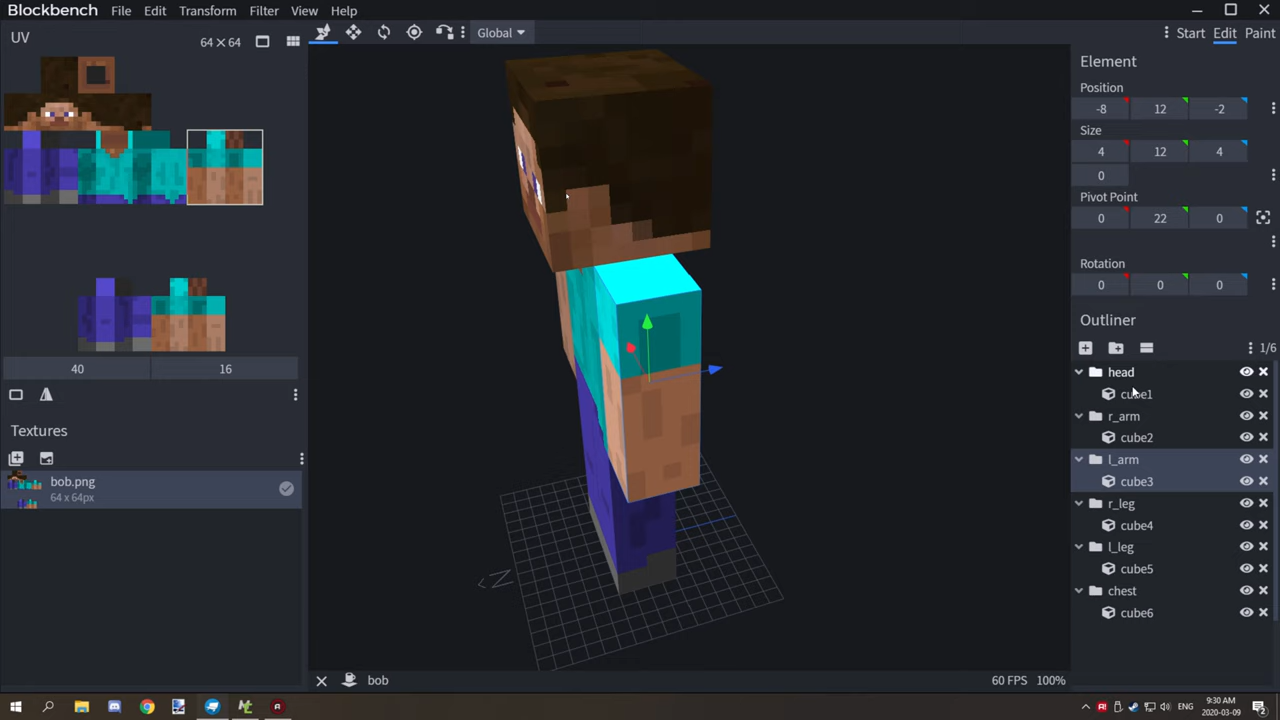 Blockbench File Edit Transform Filter View Help
UV
64 × 64
Global
Start Edit Paint
Element
Position
-8 12 -2
Size
4 12 4
0
Pivot Point
0 22 0
Rotation
0 0 0
Outliner
1/6
head
cube1
r_arm
cube2
l_arm
cube3
r_leg
cube4
l_leg
cube5
chest
cube6
40 16
Textures
bob.png
64 x 64px
bob
60 FPS 100%
ENG
9:30 AM
2020-03-09
2